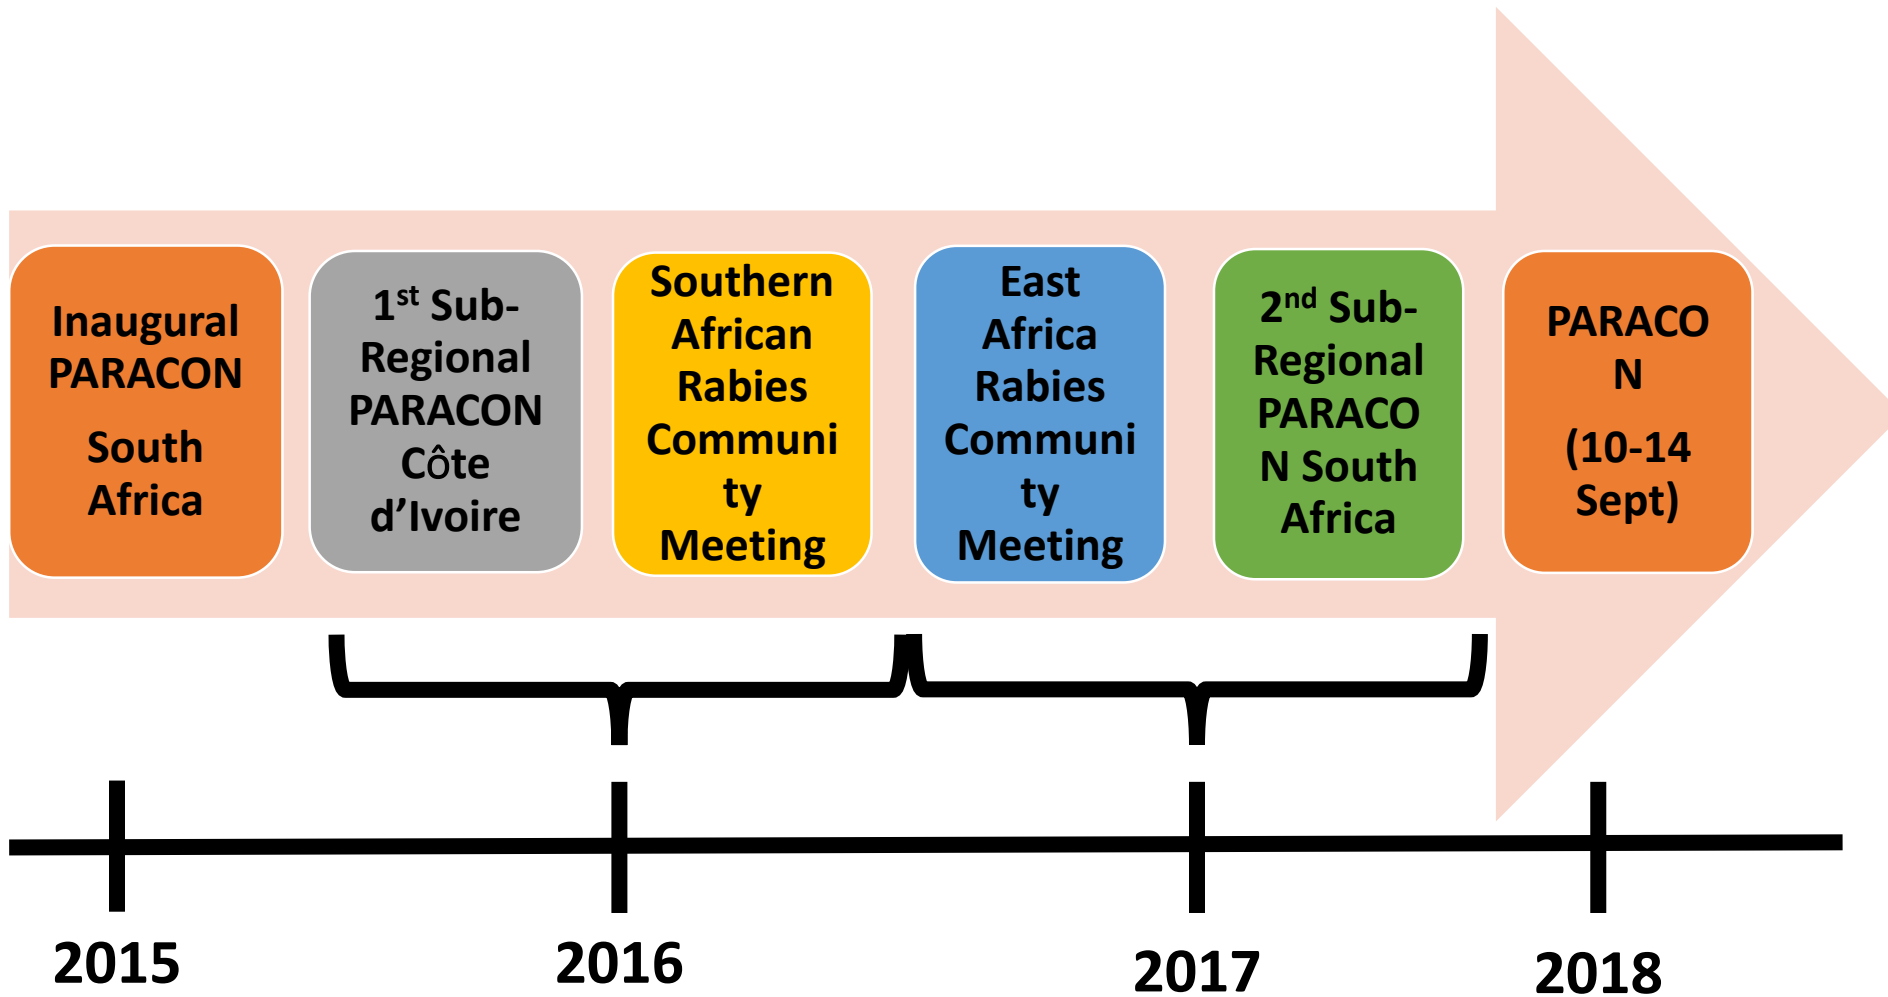 Inaugural
PARACON
South
Africa
1st Sub-
Regional
PARACON
Côte
d’Ivoire
Southern
African
Rabies
Communi
ty
Meeting
East
Africa
Rabies
Communi
ty
Meeting
2nd Sub-
Regional
PARACO
N South
Africa
PARACO
N
(10-14
Sept)
2015
2016
2017
2018